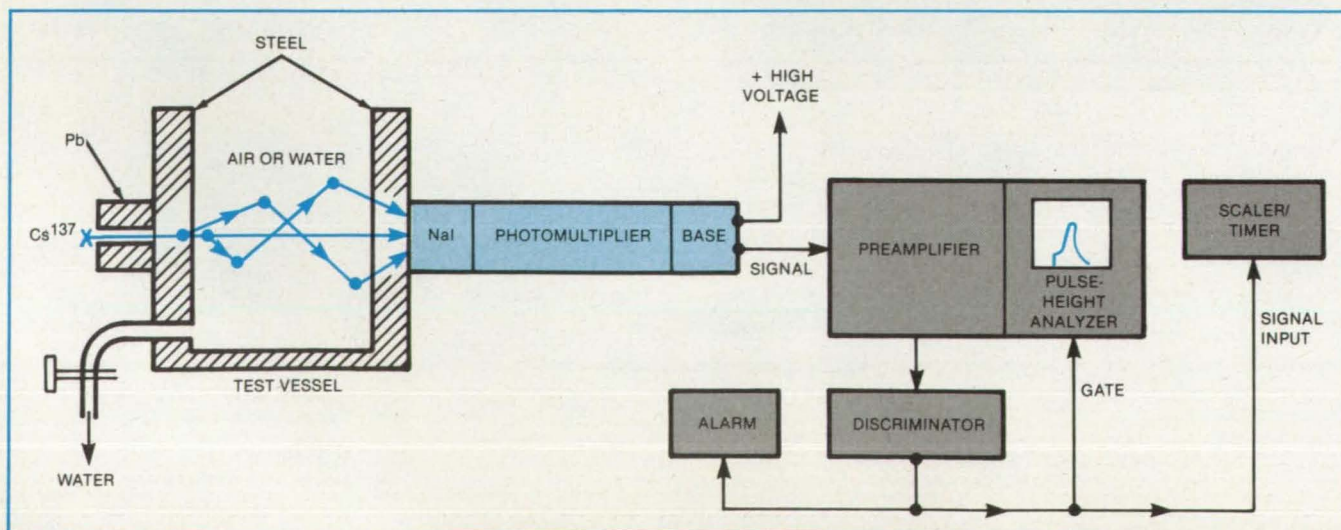 STEEL
+ HIGH
VOLTAGE
Pb
AIR OR WATER
Cs137
NaI
PHOTOMULTIPLIER
BASE
SIGNAL
PREAMPLIFIER
PULSE-
HEIGHT
ANALYZER
SCALER/
TIMER
SIGNAL
INPUT
TEST VESSEL
GATE
ALARM
DISCRIMINATOR
WATER